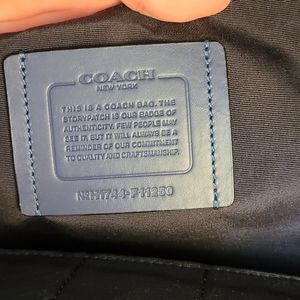 COACH
NEW YORK
THIS IS A COACH BAG. THE
STORYPATCH IS OUR BADGE OF
AUTHENTICITY. FEW PEOPLE MAY
SEE IT. BUT IT WILL ALWAYS BE A
REMINDER OF OUR COMMITMENT
TO QUALITY AND CRAFTSMANSHIP.
F11250